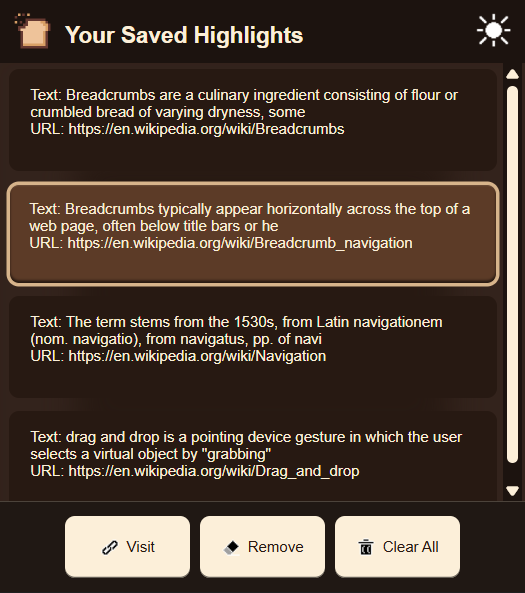 Your Saved Highlights
Text: Breadcrumbs are a culinary ingredient consisting of flour or
crumbled bread of varying dryness, some
URL: https://en.wikipedia.org/wiki/Breadcrumbs
Text: Breadcrumbs typically appear horizontally across the top of a
web page, often below title bars or he
URL: https://en.wikipedia.org/wiki/Breadcrumb_navigation
Text: The term stems from the 1530s, from Latin navigationem
(nom. navigatio), from navigatus, pp. of navi
URL: https://en.wikipedia.org/wiki/Navigation
Text: drag and drop is a pointing device gesture in which the user
selects a virtual object by "grabbing"
URL: https://en.wikipedia.org/wiki/Drag_and_drop
Visit
Remove
Clear All